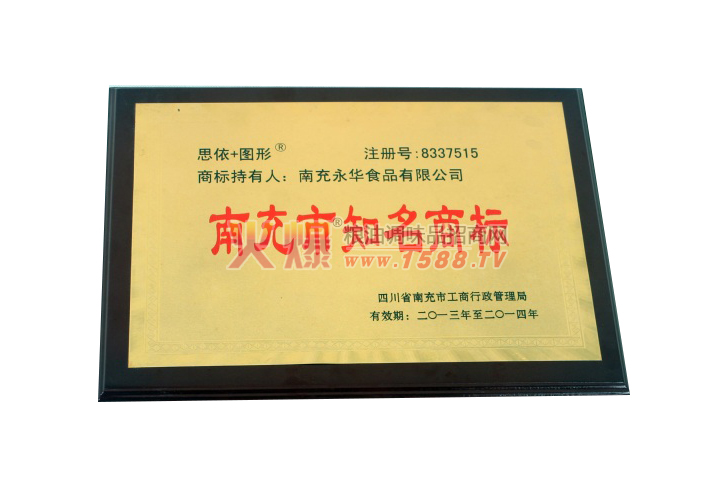 思依+图形® 注册号:8337515
商标持有人：南充永华食品有限公司
南充市知名商标
火爆® 粮油调味品招商网
www.1588.TV
四川省南充市工商行政管理局
有效期：二〇一三年至二〇一四年